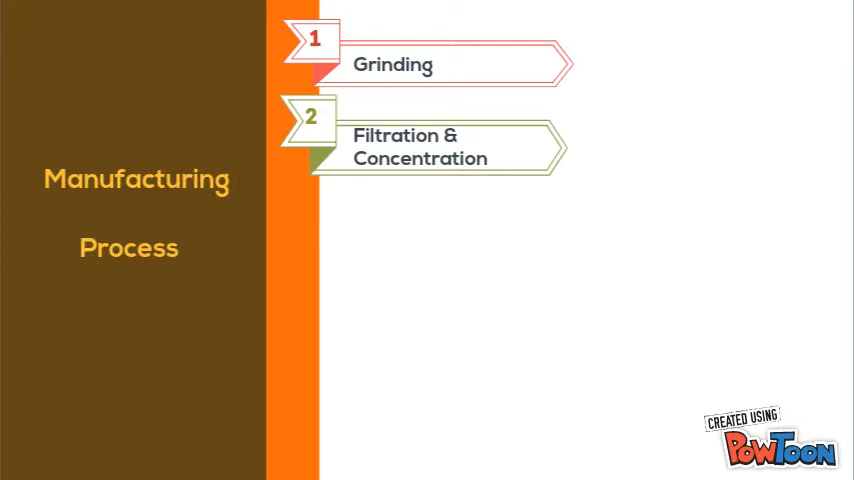 Manufacturing
Process
1
Grinding
2
Filtration &
Concentration
CREATED USING
POWTOON